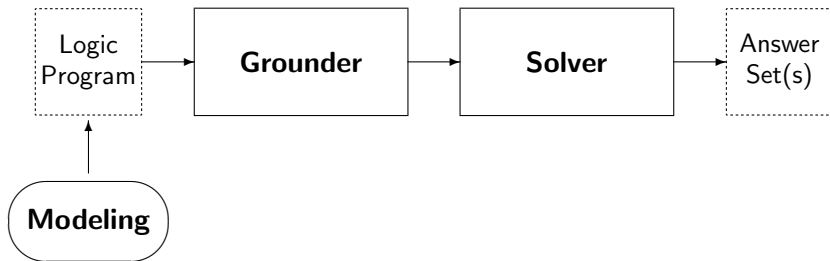 Logic
Program
Grounder
Solver
Answer
Set(s)
Modeling